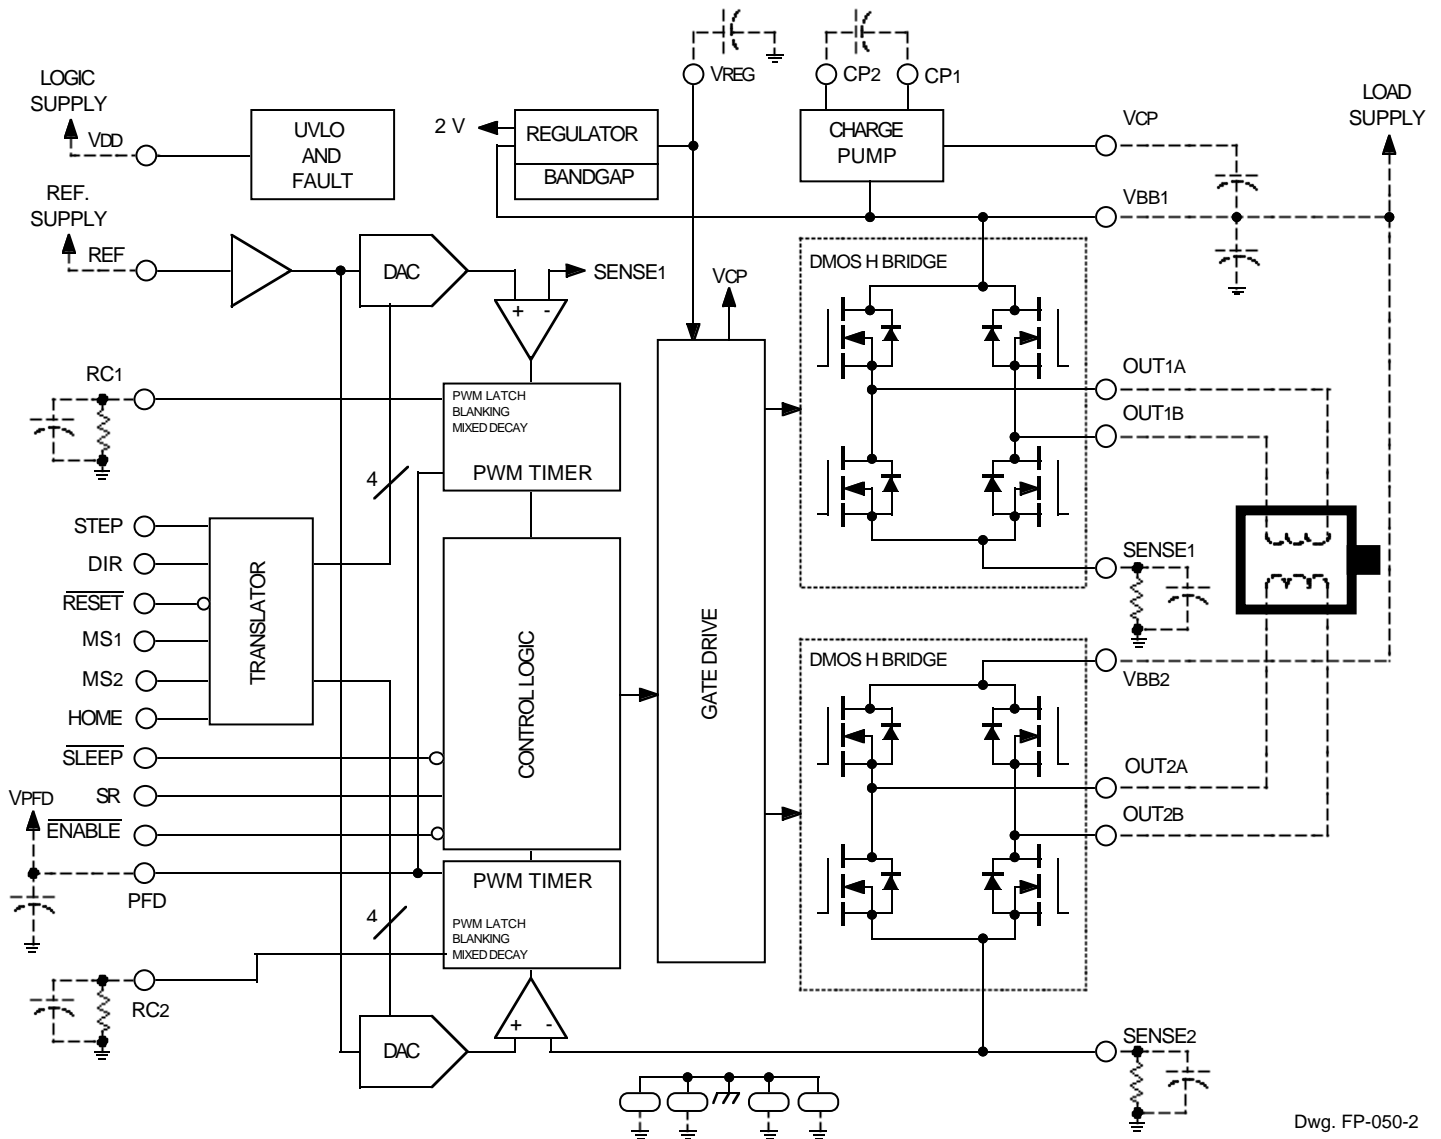 LOGIC
SUPPLY
VDD
UVLO
AND
FAULT
2 V
REGULATOR
BANDGAP
VREG
CP2
CP1
CHARGE
PUMP
VCP
LOAD
SUPPLY
VBB1
REF.
SUPPLY
REF
DAC
SENSE1
+ -
VCP
DMOS H BRIDGE
RC1
PWM LATCH
BLANKING
MIXED DECAY
PWM TIMER
4
OUT1A
OUT1B
STEP
DIR
RESET
MS1
MS2
HOME
SLEEP
SR
ENABLE
VPFD
PFD
TRANSLATOR
CONTROL LOGIC
GATE DRIVE
SENSE1
DMOS H BRIDGE
VBB2
OUT2A
OUT2B
PWM TIMER
PWM LATCH
BLANKING
MIXED DECAY
4
RC2
DAC
+ -
SENSE2
Dwg. FP-050-2